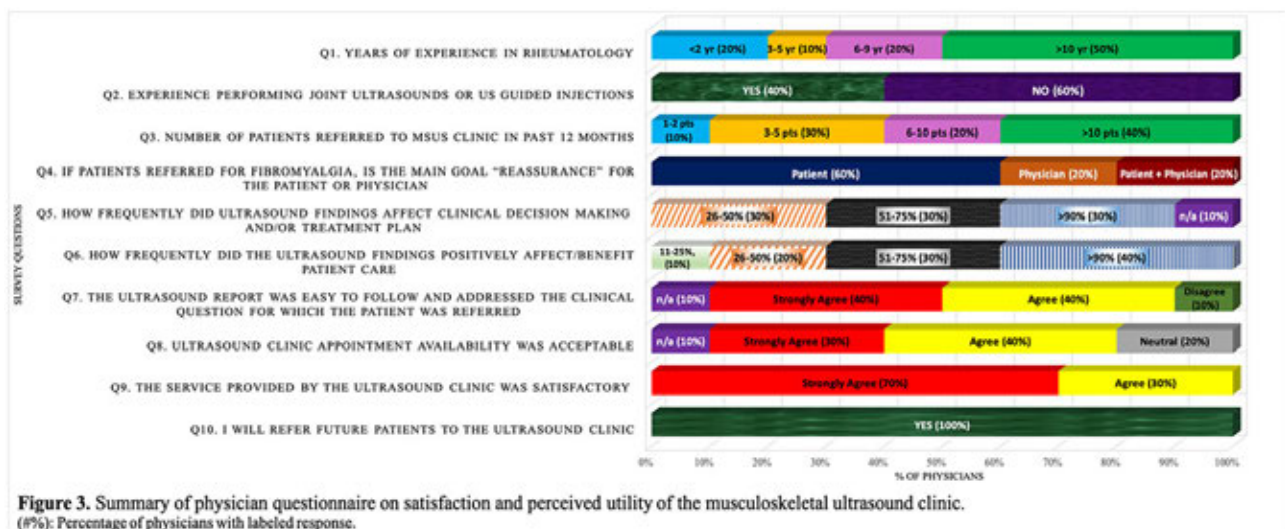 Q1. YEARS OF EXPERIENCE IN RHEUMATOLOGY
<2 yr (20%) 3-5 yr (10%) 6-9 yr (20%) >10 yr (50%)
Q2. EXPERIENCE PERFORMING JOINT ULTRASOUNDS OR US GUIDED INJECTIONS
YES (40%) NO (60%)
Q3. NUMBER OF PATIENTS REFERRED TO MSUS CLINIC IN PAST 12 MONTHS
1-2 pts
(10%) 3-5 pts (30%) 6-10 pts (20%) >10 pts (40%)
Q4. IF PATIENTS REFERRED FOR FIBROMYALGIA, IS THE MAIN GOAL "REASSURANCE" FOR
THE PATIENT OR PHYSICIAN
Patient (60%) Physician (20%) Patient + Physician (20%)
Q5. HOW FREQUENTLY DID ULTRASOUND FINDINGS AFFECT CLINICAL DECISION MAKING
AND/OR TREATMENT PLAN
26-50% (30%) 51-75% (30%) >90% (30%) n/a (10%)
Q6. HOW FREQUENTLY DID THE ULTRASOUND FINDINGS POSITIVELY AFFECT/BENEFIT
PATIENT CARE
11-25%,
(10%) 26-50% (20%) 51-75% (30%) >90% (40%)
Q7. THE ULTRASOUND REPORT WAS EASY TO FOLLOW AND ADDRESSED THE CLINICAL
QUESTION FOR WHICH THE PATIENT WAS REFERRED
n/a (10%) Strongly Agree (40%) Agree (40%) Disagree
(10%)
Q8. ULTRASOUND CLINIC APPOINTMENT AVAILABILITY WAS ACCEPTABLE
n/a (10%) Strongly Agree (30%) Agree (40%) Neutral (20%)
Q9. THE SERVICE PROVIDED BY THE ULTRASOUND CLINIC WAS SATISFACTORY
Strongly Agree (70%) Agree (30%)
Q10. I WILL REFER FUTURE PATIENTS TO THE ULTRASOUND CLINIC
YES (100%)
SURVEY QUESTIONS
0% 10% 20% 30% 40% 50% 60% 70% 80% 90% 100%
% OF PHYSICIANS
Figure 3. Summary of physician questionnaire on satisfaction and perceived utility of the musculoskeletal ultrasound clinic.
(#%): Percentage of physicians with labeled response.